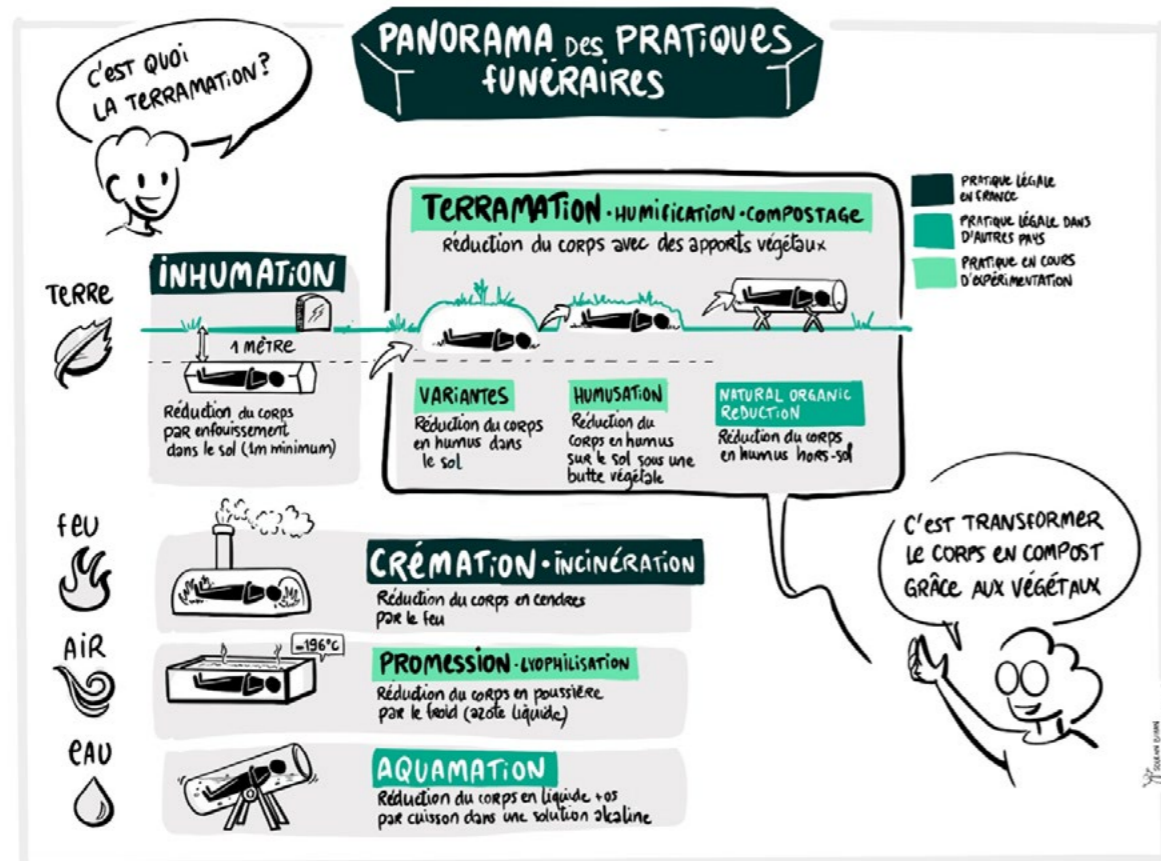 PANORAMA DES PRATIQUES
FUNÉRAIRES
C'EST QUOI
LA TERRAMATION?
PRATIQUE LÉGALE
EN FRANCE
PRATIQUE LÉGALE DANS
D'AUTRES PAYS
PRATIQUE EN COURS
D'EXPÉRIMENTATION
TERRE
INHUMATION
1 MÈTRE
Réduction du corps
par enfouissement
dans le sol (1m minimum)
TERRAMATION · HUMIFICATION · COMPOSTAGE
Réduction du corps avec des apports végétaux
VARIANTES
Réduction du corps
en humus dans
le sol
HUMUSATION
Réduction du
corps en humus
sur le sol sous une
butte végétale
NATURAL ORGANIC
REDUCTION
Réduction du corps
en humus hors-sol
C'EST TRANSFORMER
LE CORPS EN COMPOST
GRÂCE AUX VÉGÉTAUX
FEU
CRÉMATION · INCINÉRATION
Réduction du corps en cendres
par le feu
AIR
-196°C
PROMESSION · LYOPHILISATION
Réduction du corps en poussière
par le froid (azote liquide)
EAU
AQUAMATION
Réduction du corps en liquide + os
par cuisson dans une solution alkaline